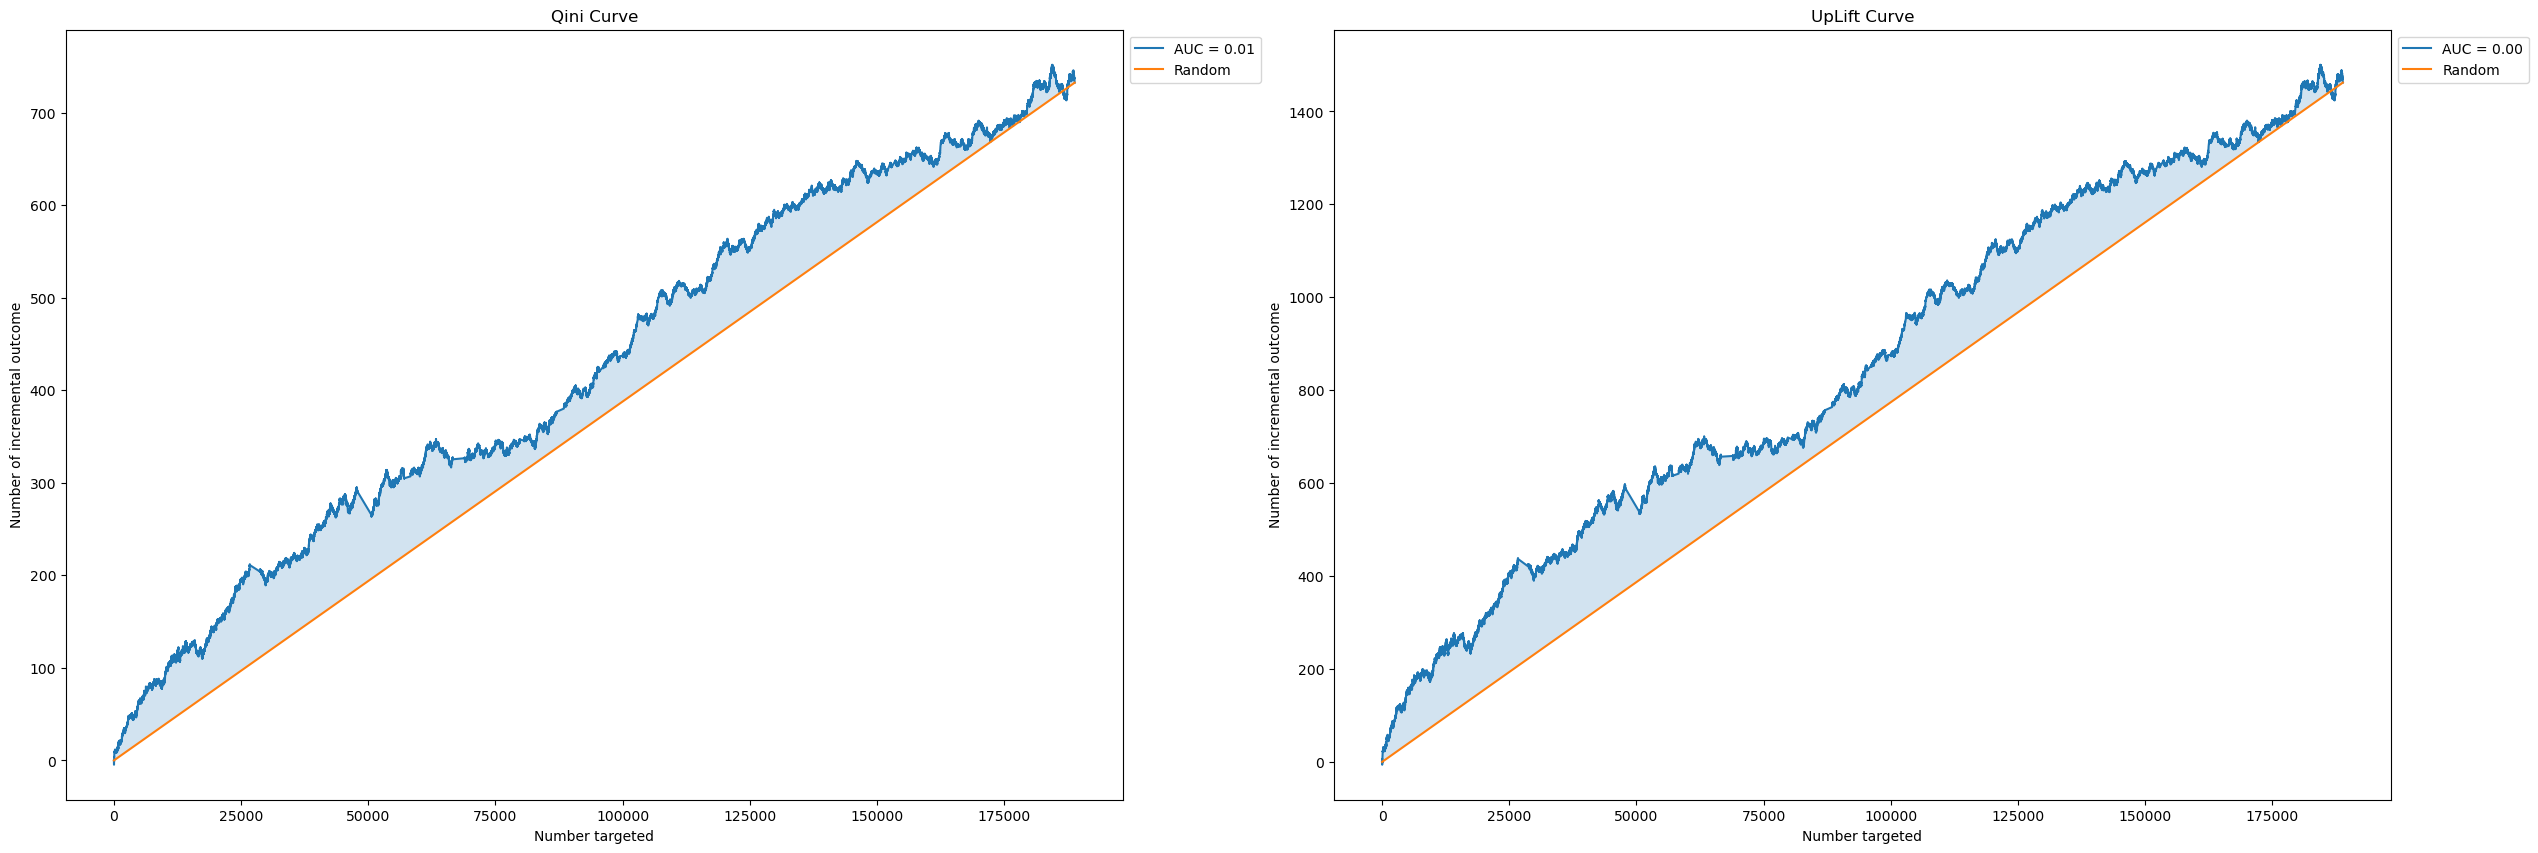 Qini Curve
AUC = 0.01
Random
Number of incremental outcome
700
600
500
400
300
200
100
0
0 25000 50000 75000 100000 125000 150000 175000
Number targeted
UpLift Curve
AUC = 0.00
Random
Number of incremental outcome
1400
1200
1000
800
600
400
200
0
0 25000 50000 75000 100000 125000 150000 175000
Number targeted